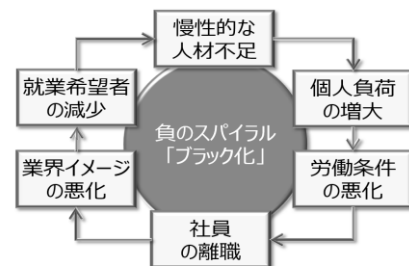 慢性的な
人材不足
個人負荷
の増大
労働条件
の悪化
社員
の離職
業界イメージ
の悪化
就業希望者
の減少
負のスパイラル
「ブラック化」